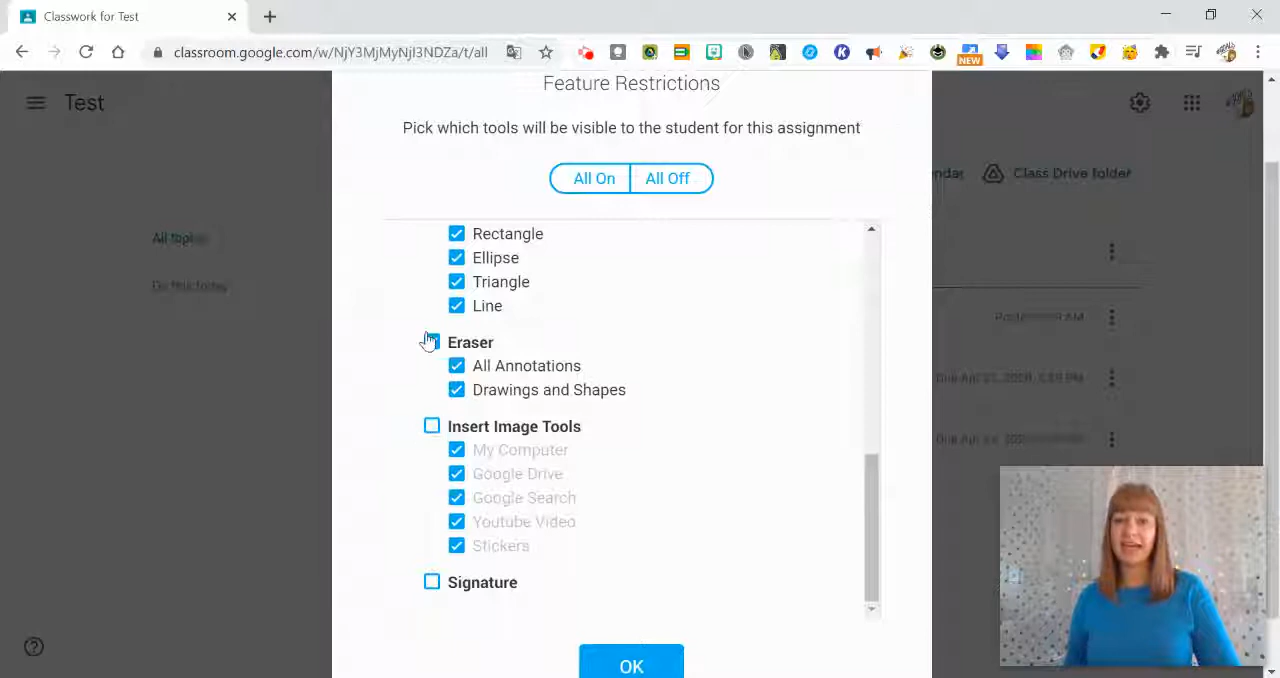 Classwork for Test
classroom.google.com/w/NjY3MjMyNjI3NDZa/t/all
NEW
Feature Restrictions
Test
Pick which tools will be visible to the student for this assignment
All On
All Off
Class Drive folder
Rectangle
All topi
Ellipse
Triangle
Line
Eraser
All Annotations
Drawings and Shapes
Insert Image Tools
My Computer
Google Drive
Google Search
Youtube Video
Stickers
Signature
OK